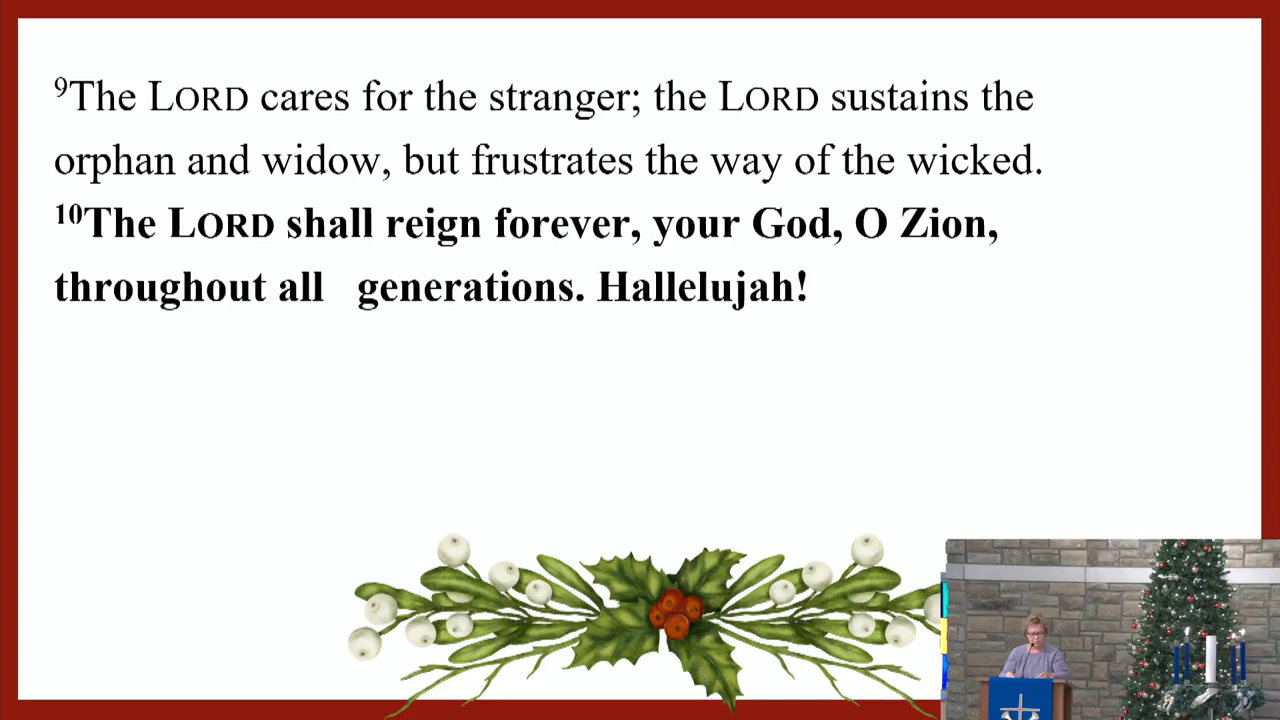 ⁹The LORD cares for the stranger; the LORD sustains the
orphan and widow, but frustrates the way of the wicked.
¹⁰The LORD shall reign forever, your God, O Zion,
throughout all generations. Hallelujah!